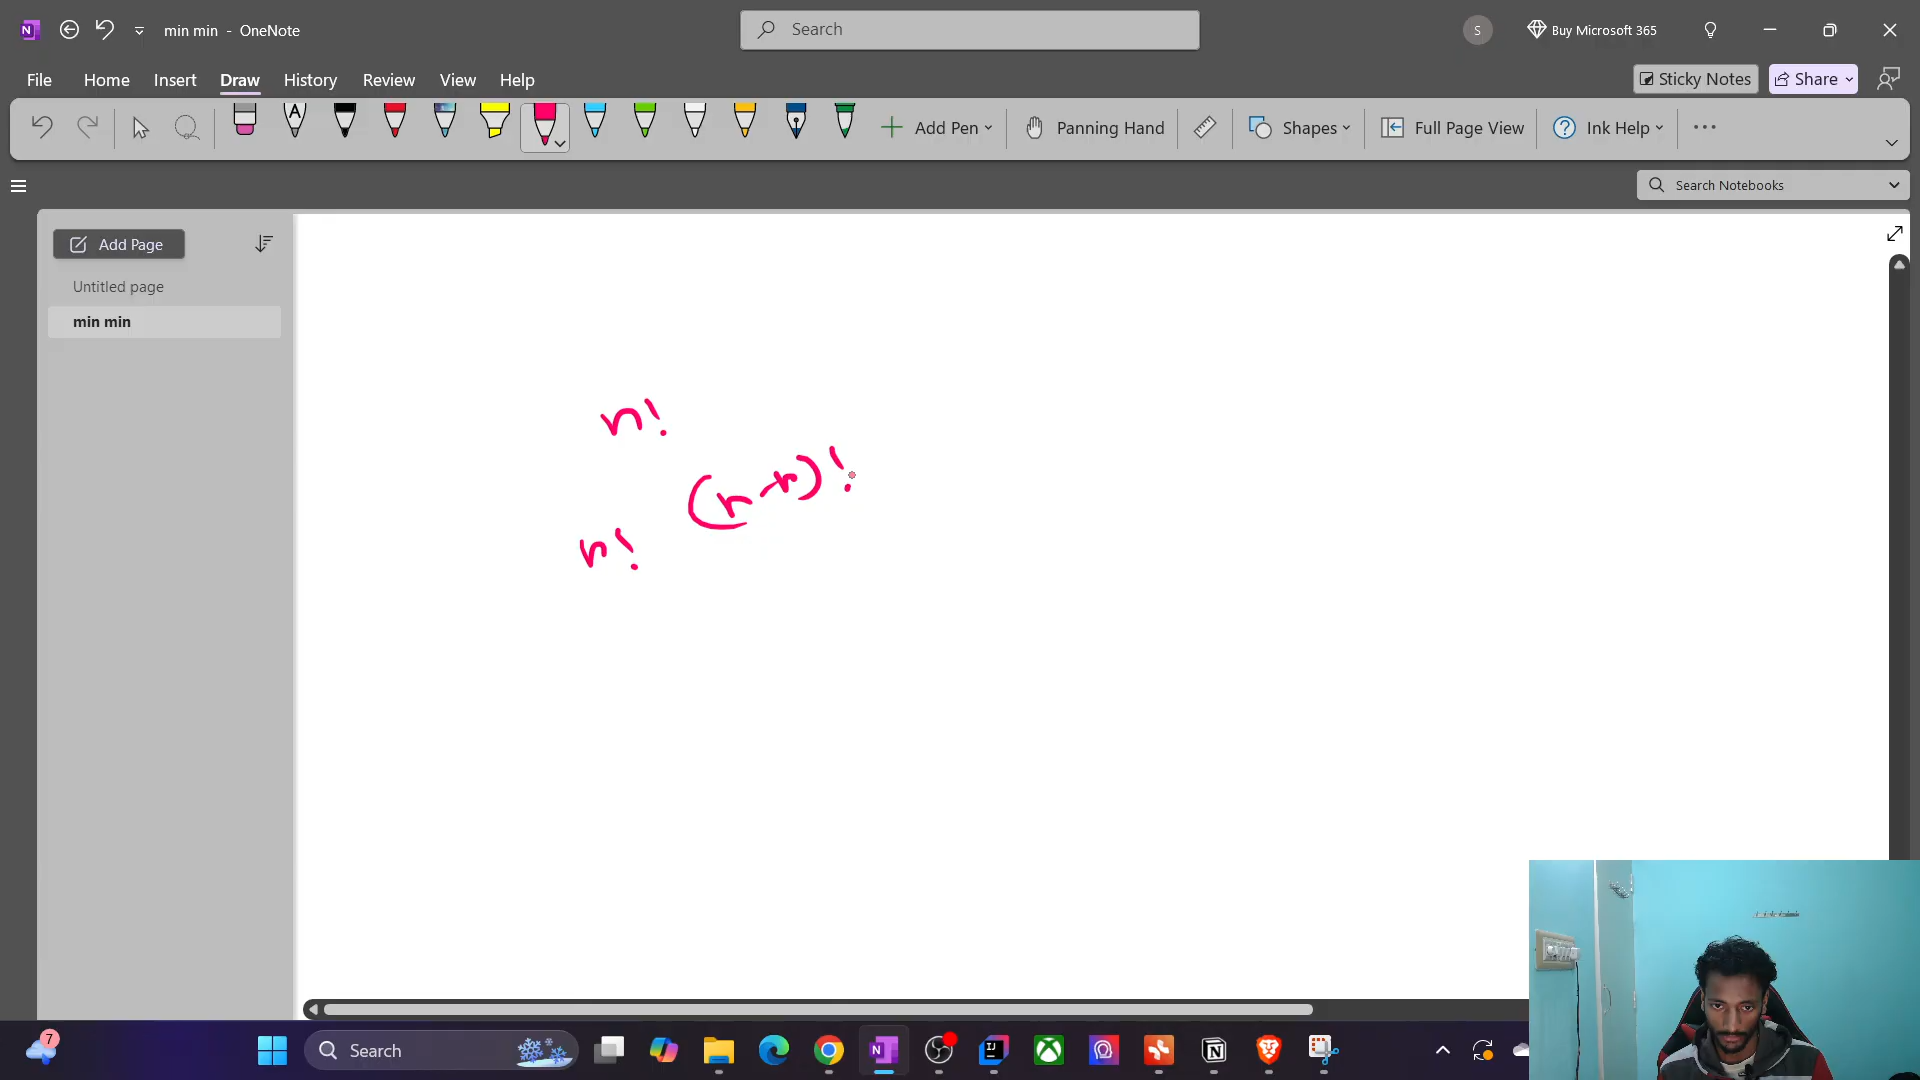 min min - OneNote
Search
S
Buy Microsoft 365
File Home Insert Draw History Review View Help
Sticky Notes
Share
A
Add Pen
Panning Hand
Shapes
Full Page View
Ink Help
Search Notebooks
Add Page
Untitled page
min min
n!
(n-r)!
r!
7
Search